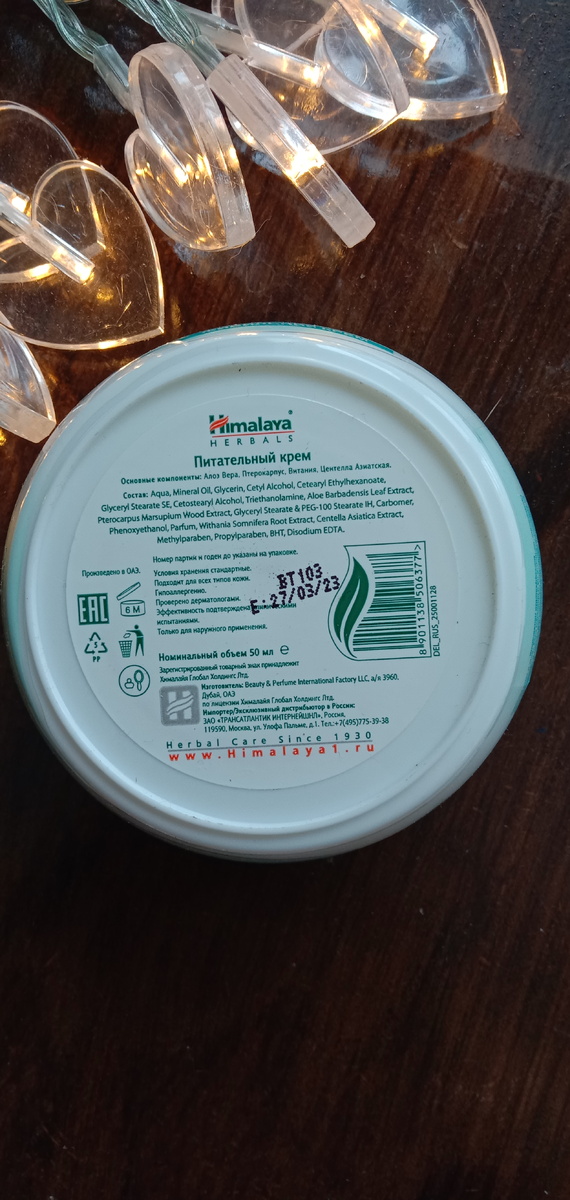 Himalaya
HERBALS
Питательный крем
Основные компоненты: Алоэ Вера, Птерокарпус, Витания, Центелла Азиатская.
Состав: Aqua, Mineral Oil, Glycerin, Cetyl Alcohol, Cetearyl Ethylhexanoate,
Glyceryl Stearate SE, Cetostearyl Alcohol, Triethanolamine, Aloe Barbadensis Leaf Extract,
Pterocarpus Marsupium Wood Extract, Glyceryl Stearate & PEG-100 Stearate IH, Carbomer,
Phenoxyethanol, Parfum, Withania Somnifera Root Extract, Centella Asiatica Extract,
Methylparaben, Propylparaben, BHT, Disodium EDTA.
Номер партии и годен до указаны на упаковке.
Произведено в ОАЭ.
Условия хранения стандартные.
Подходит для всех типов кожи.
Гипоаллергенно.
Проверено дерматологами.
Эффективность подтверждена
испытаниями.
Только для наружного применения.
BT103
E: 27/03/23
EAC
6 M
5
PP
8901138506377
DEL_RUS_25001128
Номинальный объем 50 мл e
Зарегистрированный товарный знак принадлежит
Хималайя Глобал Холдингс Лтд.
Изготовитель: Beauty & Perfume International Factory LLC, а/я 3960,
Дубай, ОАЭ
по лицензии Хималайя Глобал Холдингс Лтд.
Импортер/Эксклюзивный дистрибьютор в России:
ЗАО «ТРАНСАТЛАНТИК ИНТЕРНЕЙШНЛ», Россия,
119590, Москва, ул. Улофа Пальме, д.1. Тел.:+7(495)775-39-38
Herbal Care Since 1930
www.Himalaya1.ru